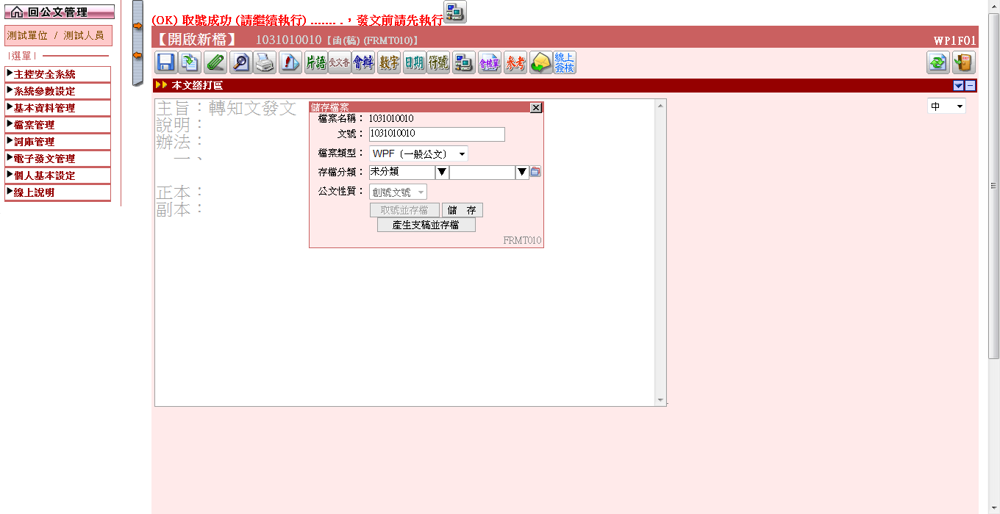 回公文管理
測試單位 / 測試人員
|選單|
主控安全系統
系統參數設定
基本資料管理
檔案管理
詞庫管理
電子發文管理
個人基本設定
線上說明
(OK) 取號成功 (請繼續執行) ....... .，發文前請先執行
【開啟新檔】 1031010010【函(稿) (FRMT010)】 WP1F01
片語 受文者 會辦 數字 日期 符號 會核單 參考 線上簽核
本文繕打區
主旨：轉知文發文
說明：
辦法：
一、
正本：
副本：
中
儲存檔案
檔案名稱： 1031010010
文號： 1031010010
檔案類型： WPF〔一般公文〕
存檔分類： 未分類
公文性質： 創號文號
取號並存檔 儲 存
產生支稿並存檔
FRMT010